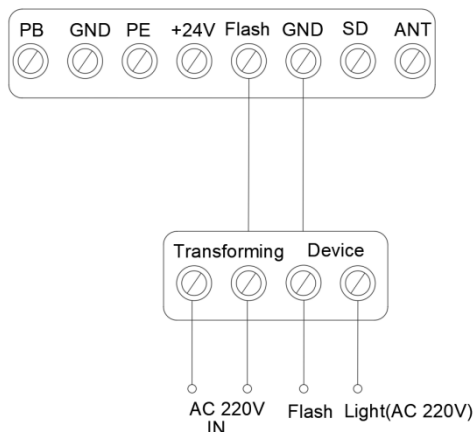 PB GND PE +24V Flash GND SD ANT
Transforming Device
AC 220V Flash Light(AC 220V)
IN